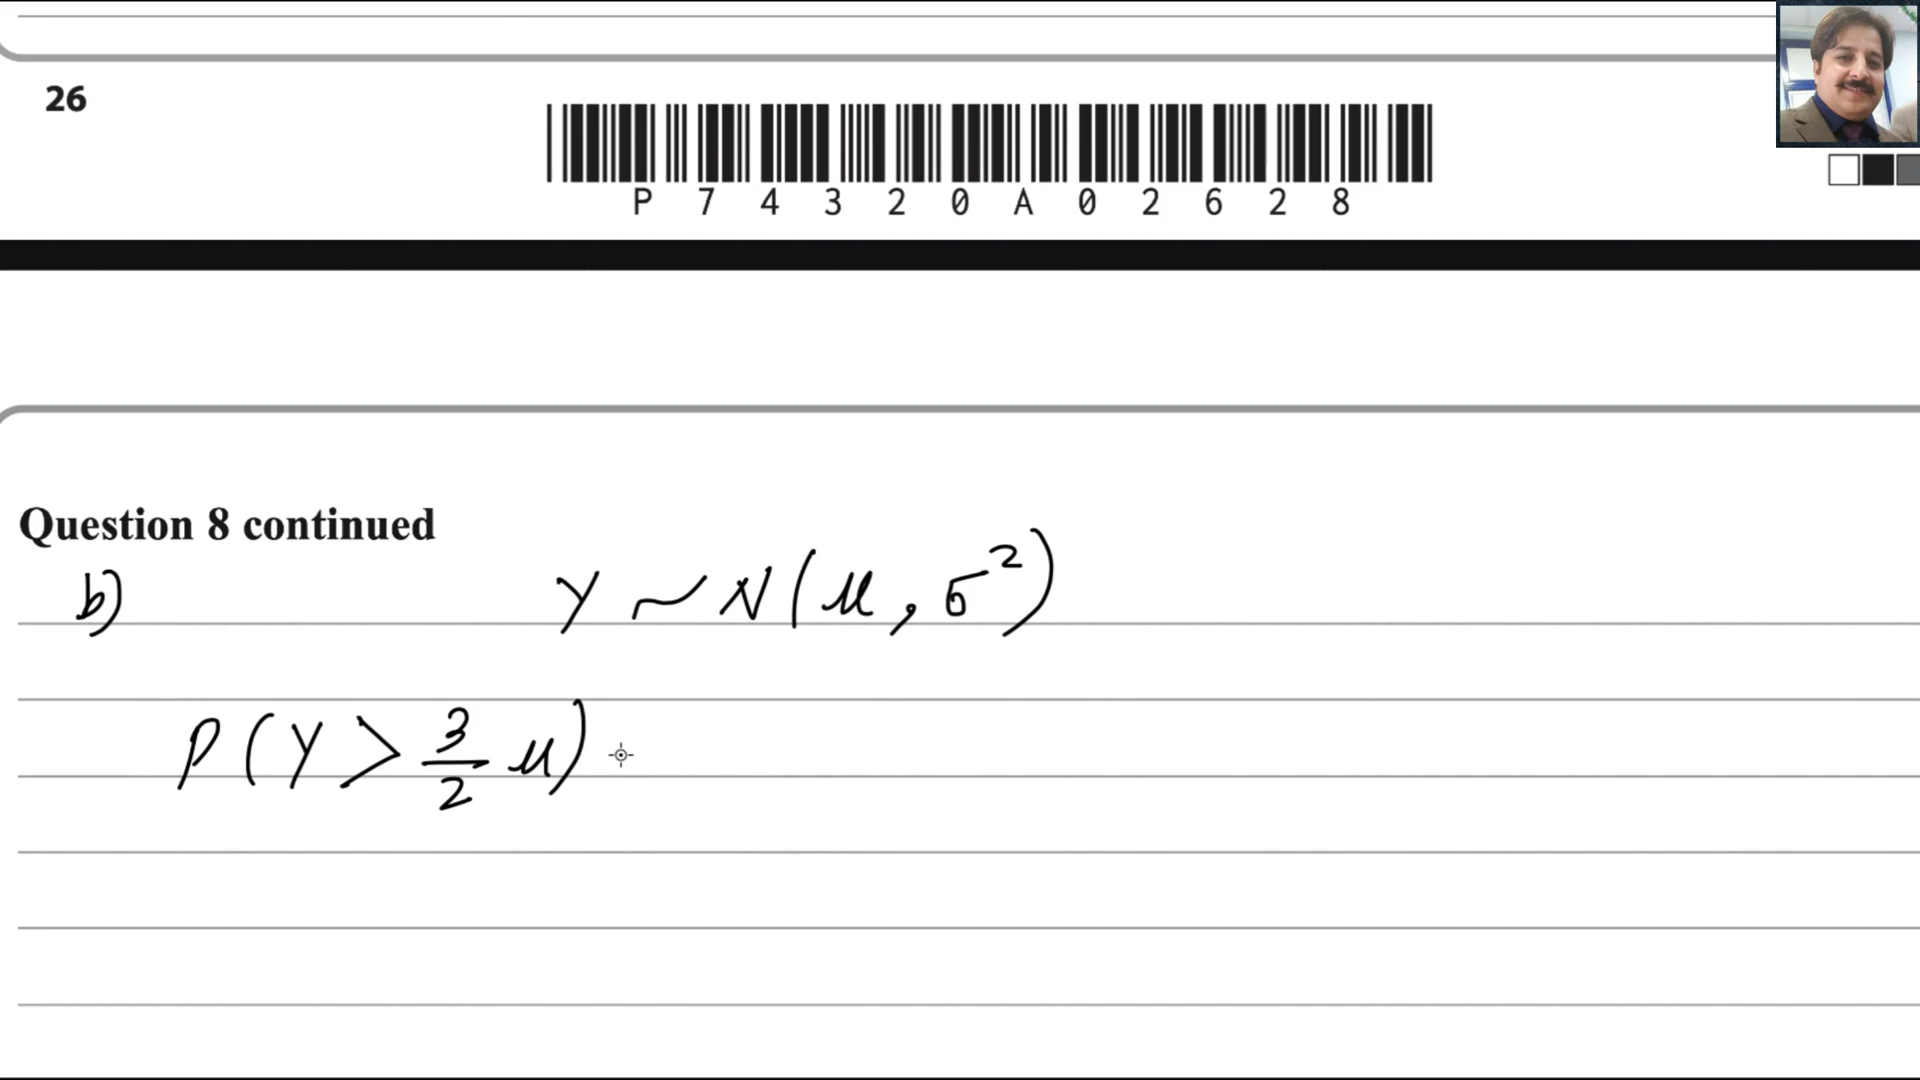 26
P 7 4 3 2 0 A 0 2 6 2 8
Question 8 continued
b) Y ~ N(μ, σ²)
P(Y > 3/2 μ)